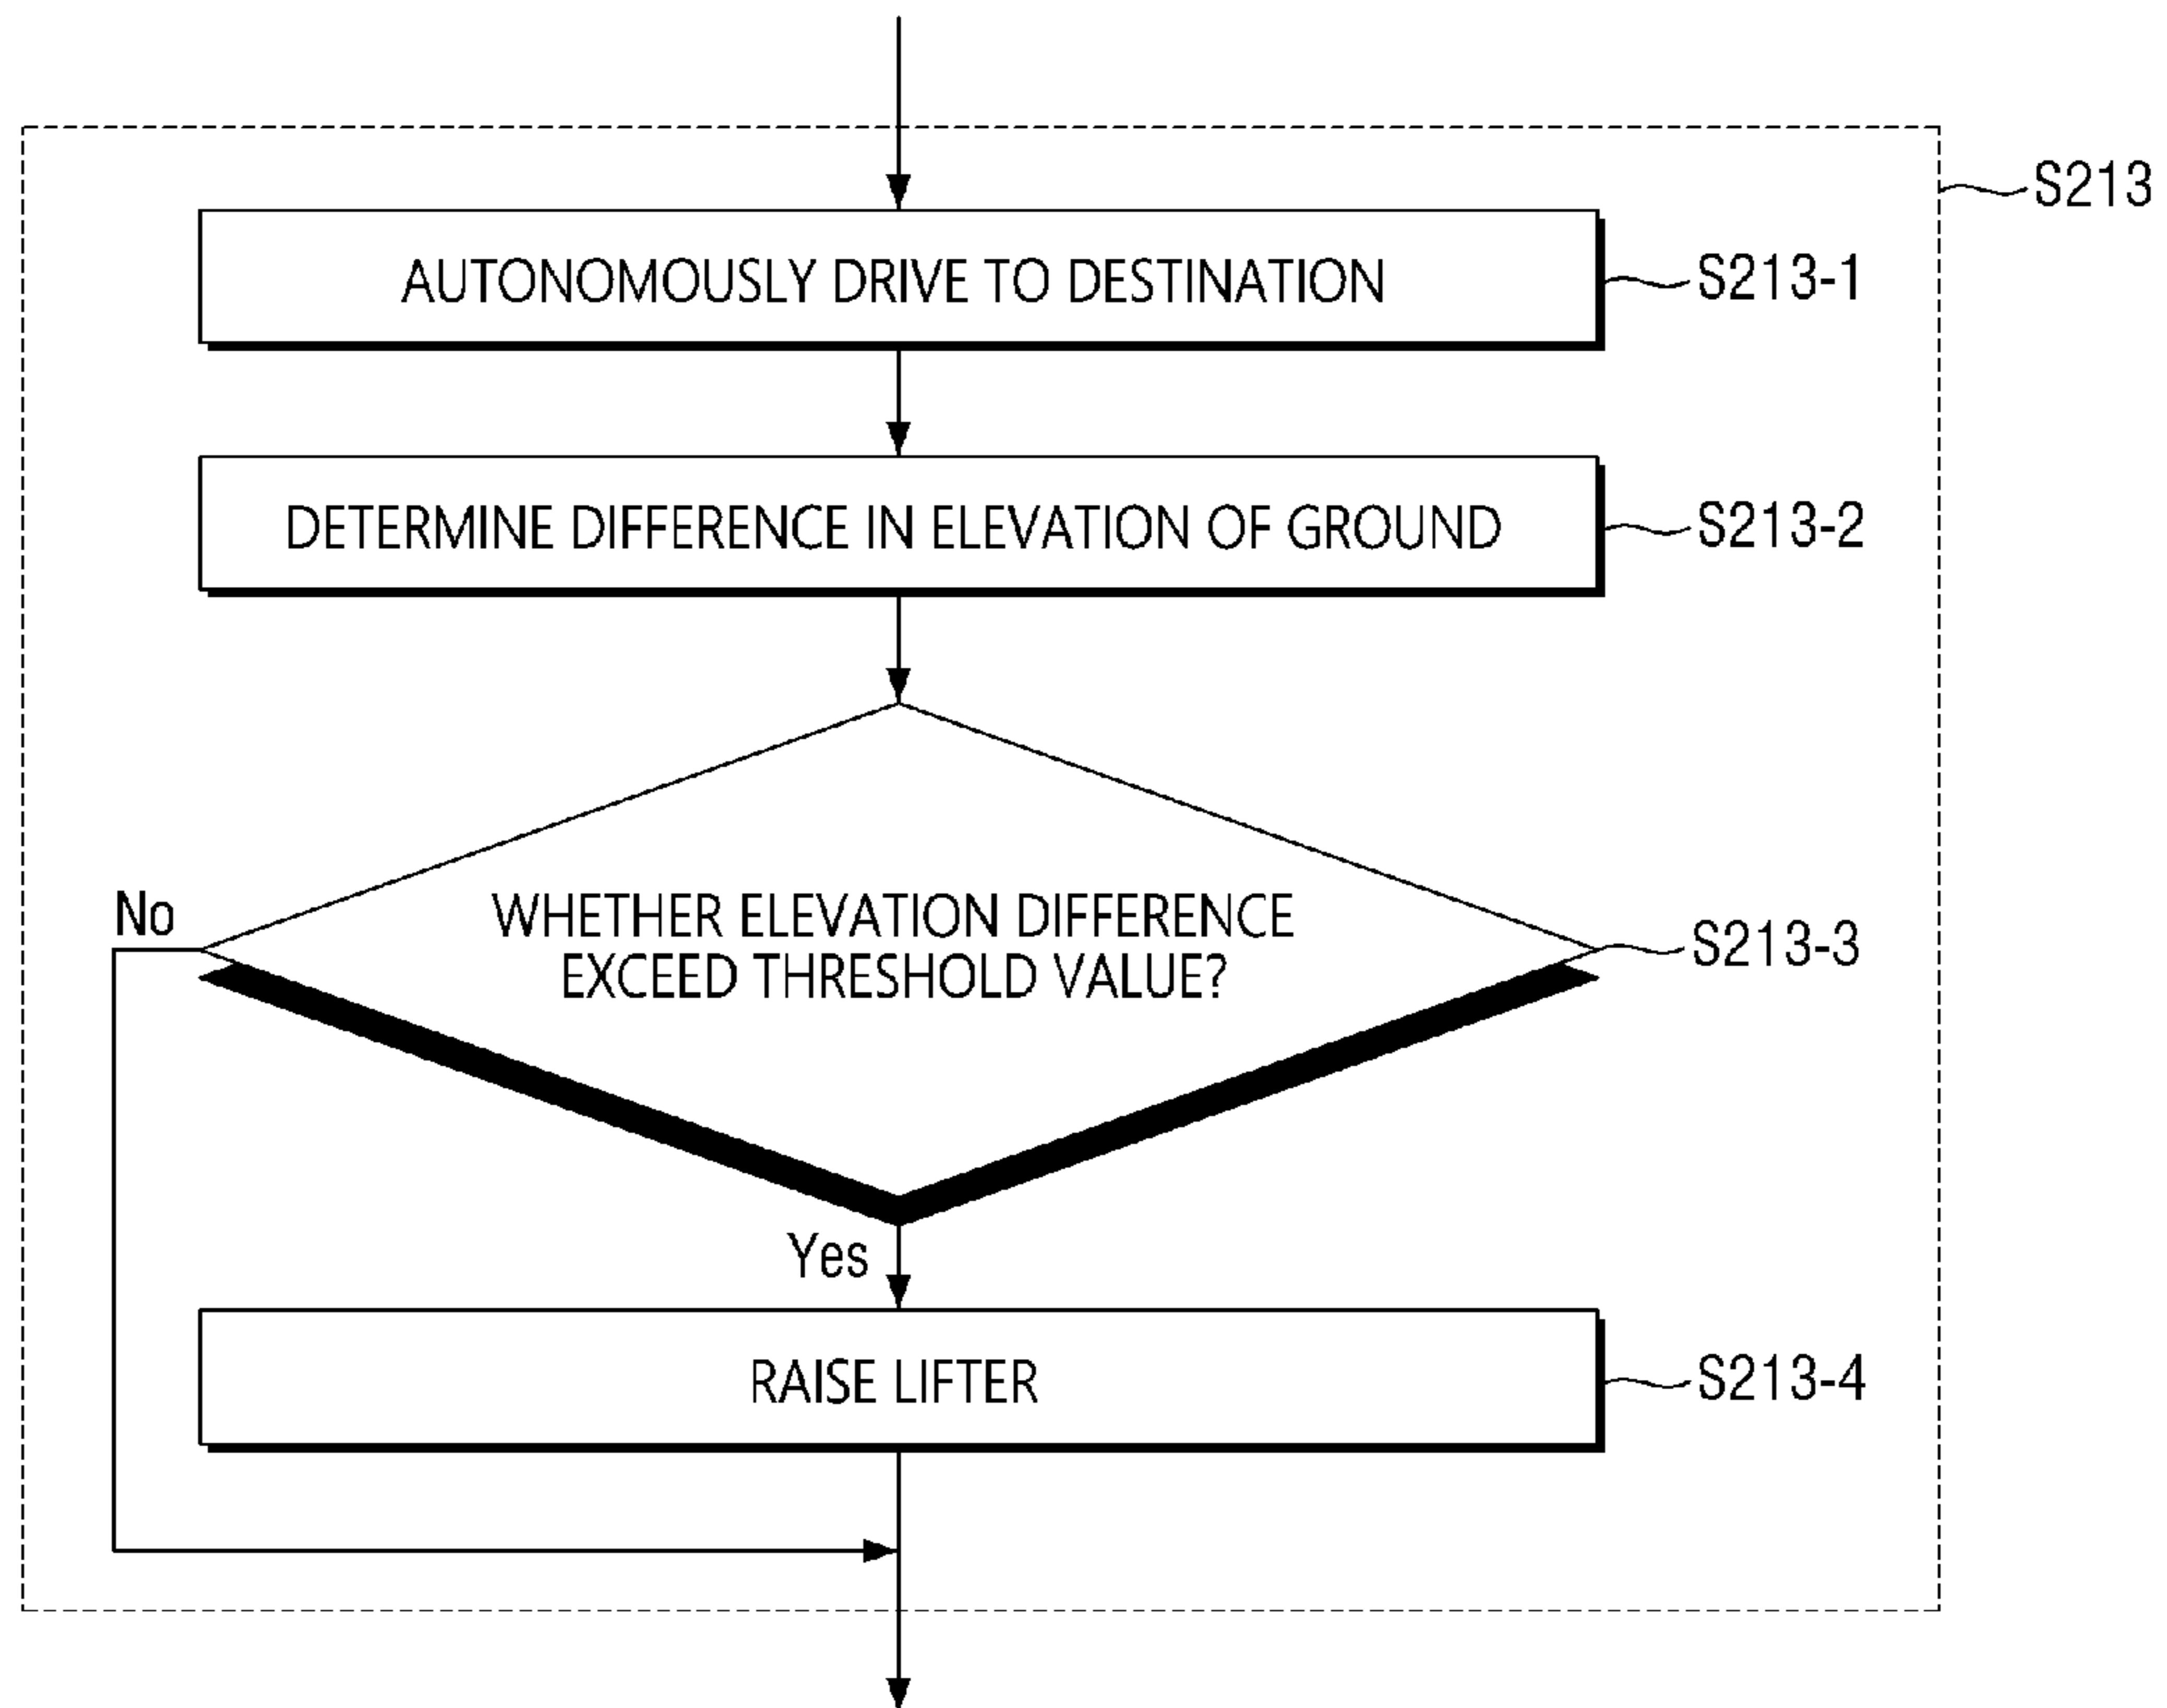 S213
AUTONOMOUSLY DRIVE TO DESTINATION
S213-1
DETERMINE DIFFERENCE IN ELEVATION OF GROUND
S213-2
No
WHETHER ELEVATION DIFFERENCE
EXCEED THRESHOLD VALUE?
S213-3
Yes
RAISE LIFTER
S213-4